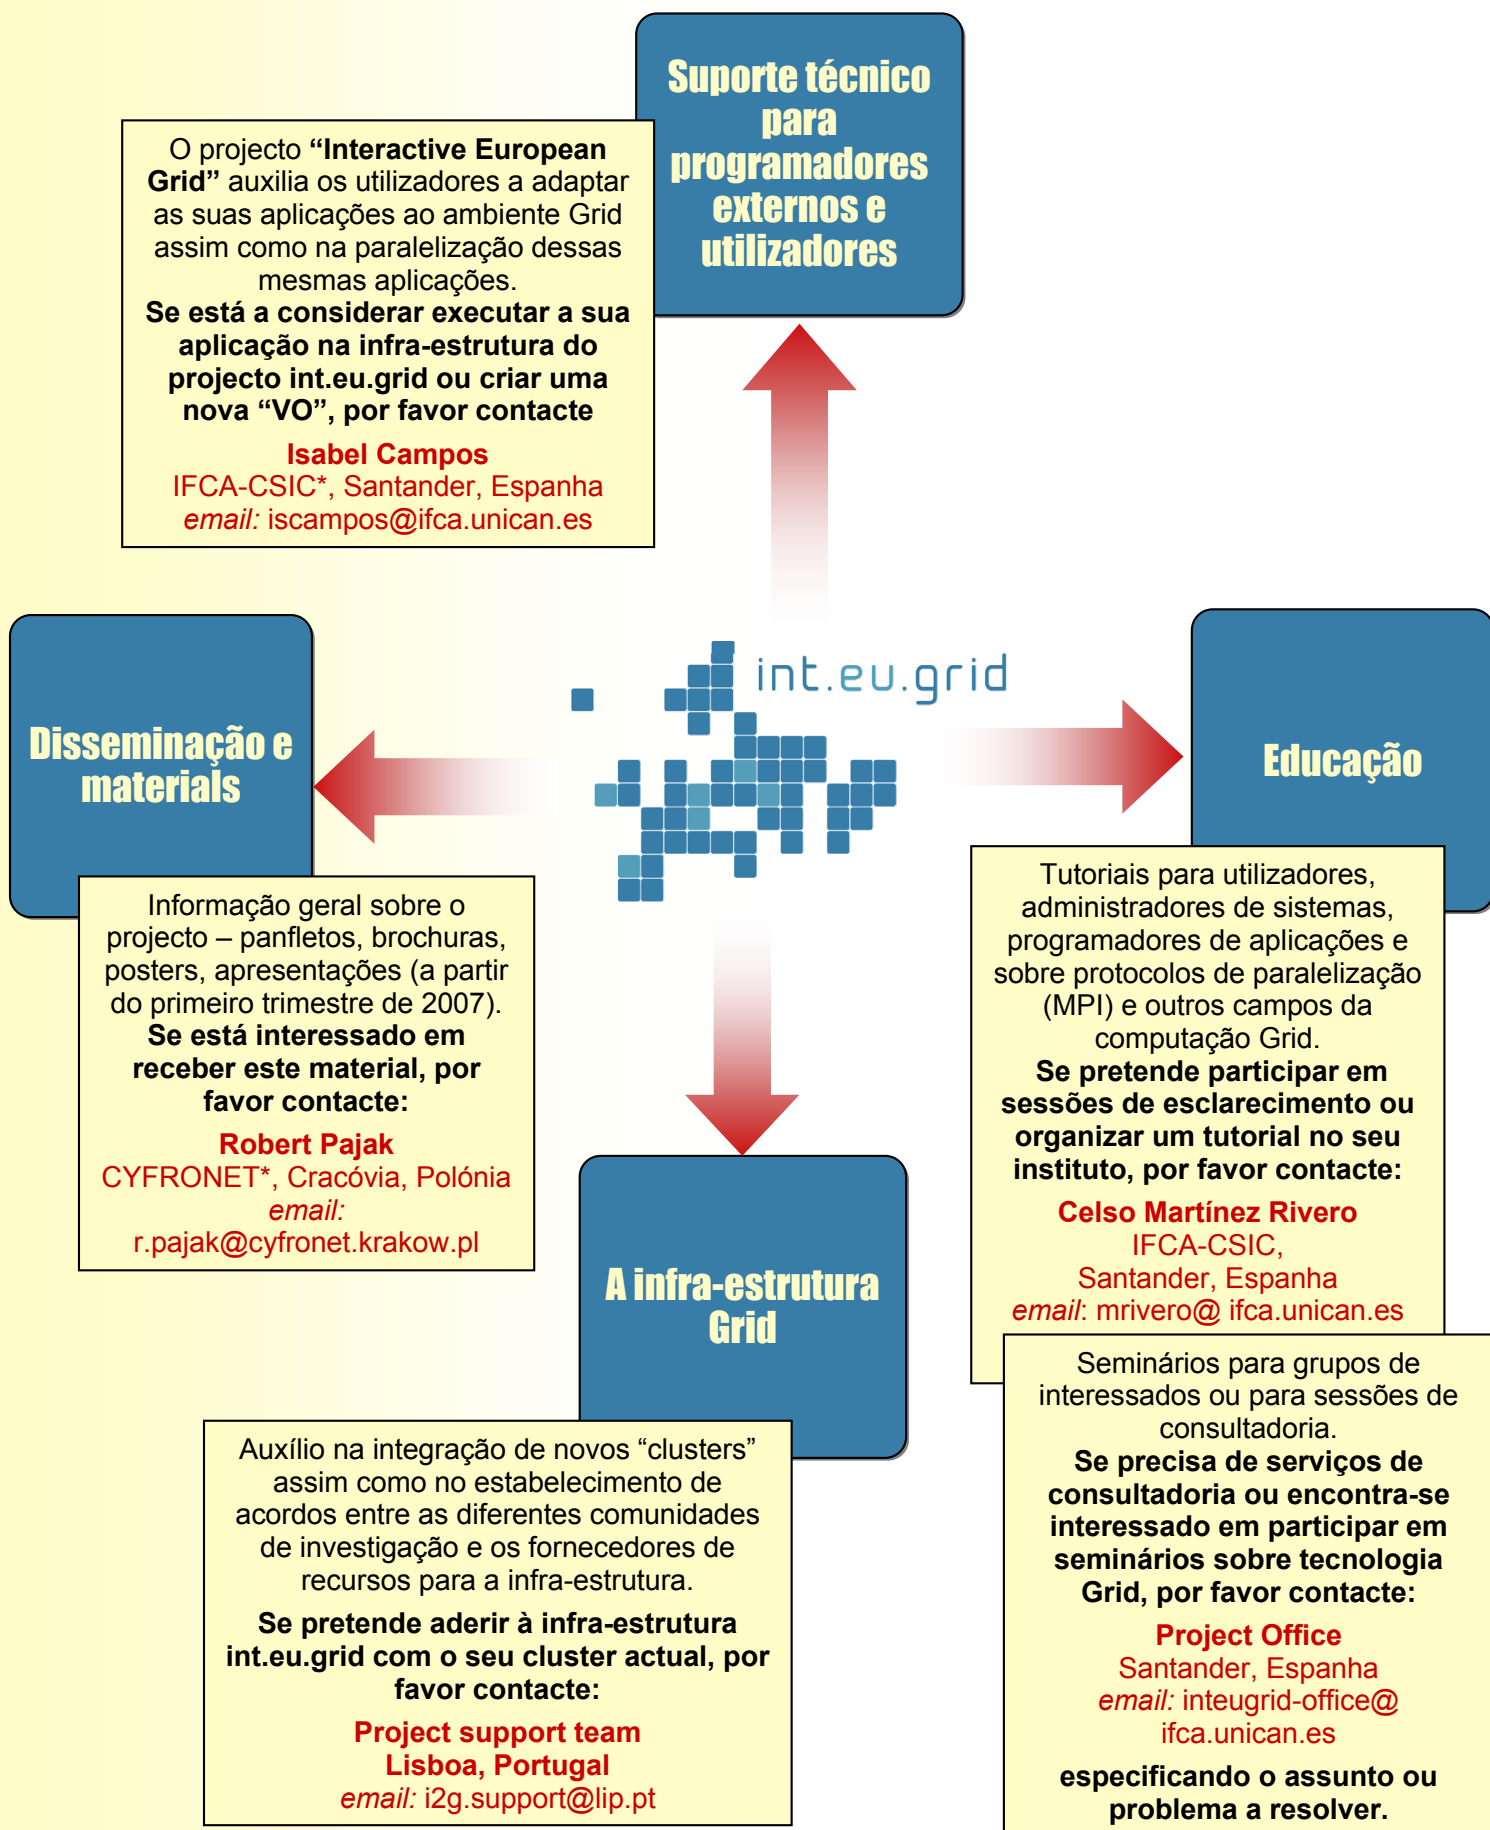 Suporte técnico
para
programadores
externos e
utilizadores
O projecto “Interactive European
Grid” auxilia os utilizadores a adaptar
as suas aplicações ao ambiente Grid
assim como na paralelização dessas
mesmas aplicações.
Se está a considerar executar a sua
aplicação na infra-estrutura do
projecto int.eu.grid ou criar uma
nova “VO”, por favor contacte
Isabel Campos
IFCA-CSIC*, Santander, Espanha
email: iscampos@ifca.unican.es
int.eu.grid
Disseminação e
materials
Informação geral sobre o
projecto – panfletos, brochuras,
posters, apresentações (a partir
do primeiro trimestre de 2007).
Se está interessado em
receber este material, por
favor contacte:
Robert Pajak
CYFRONET*, Cracóvia, Polónia
email:
r.pajak@cyfronet.krakow.pl
Educação
Tutoriais para utilizadores,
administradores de sistemas,
programadores de aplicações e
sobre protocolos de paralelização
(MPI) e outros campos da
computação Grid.
Se pretende participar em
sessões de esclarecimento ou
organizar um tutorial no seu
instituto, por favor contacte:
Celso Martínez Rivero
IFCA-CSIC,
Santander, Espanha
email: mrivero@ ifca.unican.es
Seminários para grupos de
interessados ou para sessões de
consultadoria.
Se precisa de serviços de
consultadoria ou encontra-se
interessado em participar em
seminários sobre tecnologia
Grid, por favor contacte:
Project Office
Santander, Espanha
email: inteugrid-office@
ifca.unican.es
especificando o assunto ou
problema a resolver.
A infra-estrutura
Grid
Auxílio na integração de novos “clusters”
assim como no estabelecimento de
acordos entre as diferentes comunidades
de investigação e os fornecedores de
recursos para a infra-estrutura.
Se pretende aderir à infra-estrutura
int.eu.grid com o seu cluster actual, por
favor contacte:
Project support team
Lisboa, Portugal
email: i2g.support@lip.pt